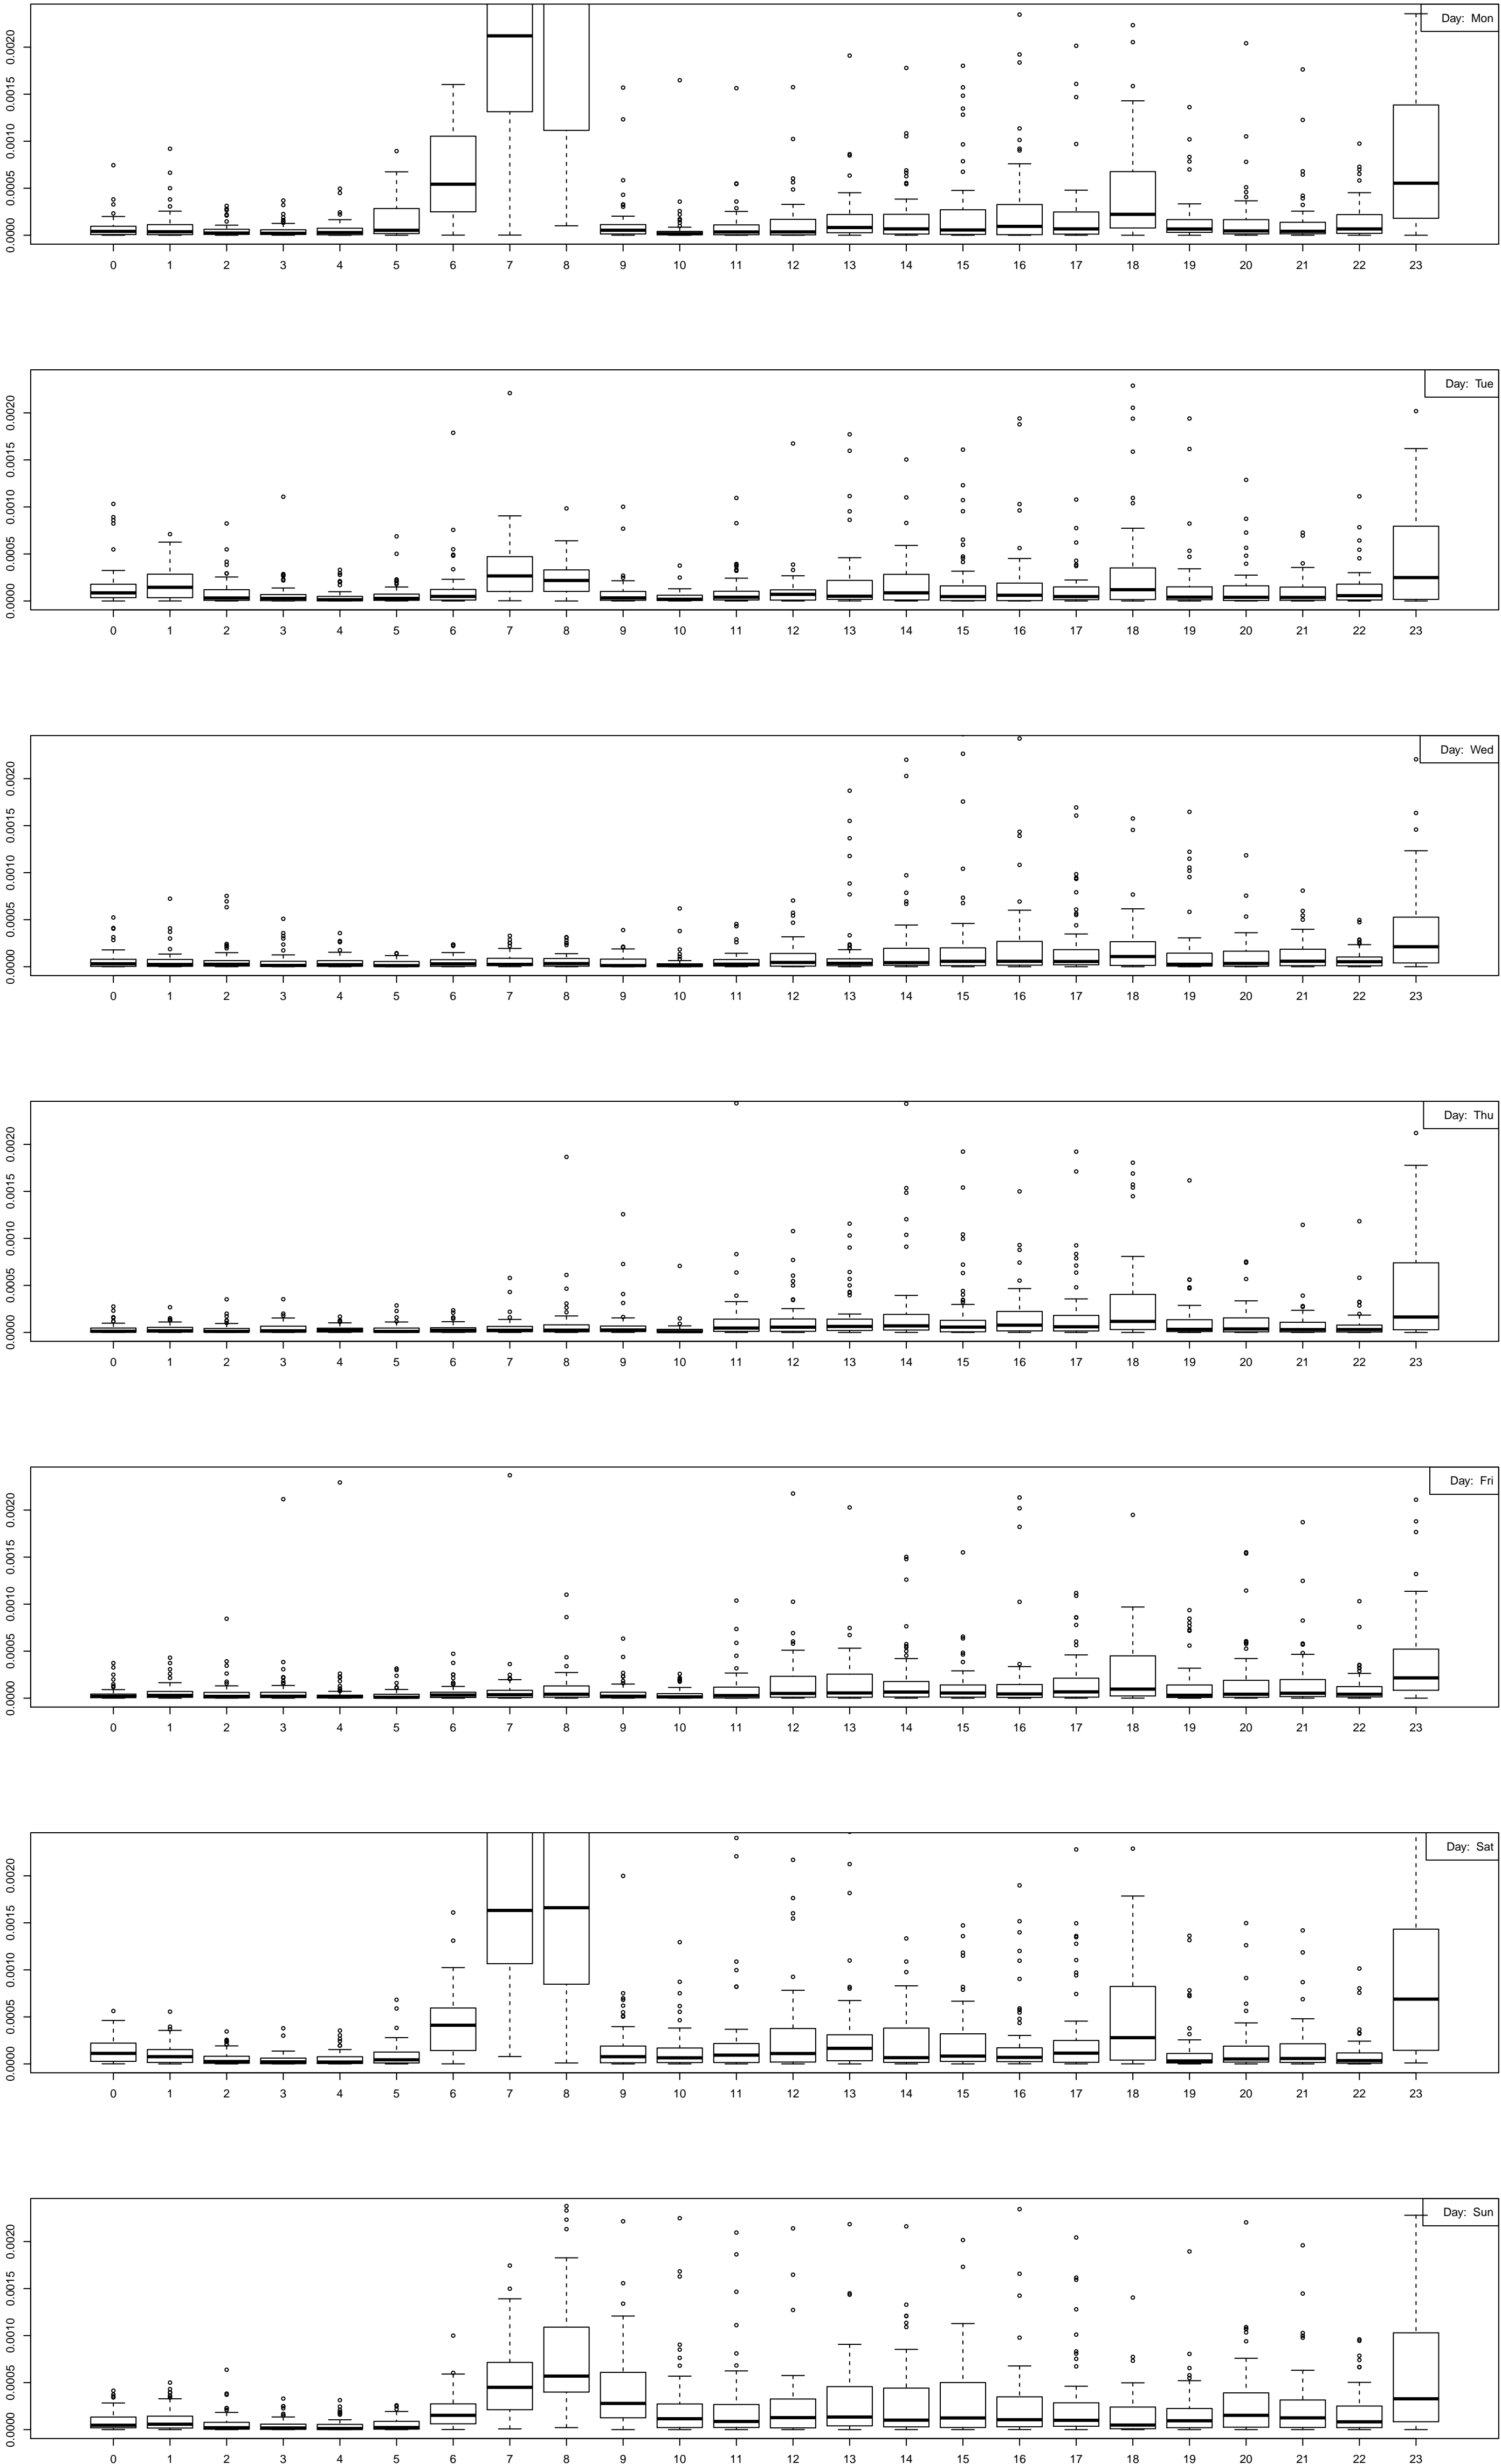 Day: Mon
0.0000 0.0005 0.0010 0.0015 0.0020
0 1 2 3 4 5 6 7 8 9 10 11 12 13 14 15 16 17 18 19 20 21 22 23
Day: Tue
0.0000 0.0005 0.0010 0.0015 0.0020
0 1 2 3 4 5 6 7 8 9 10 11 12 13 14 15 16 17 18 19 20 21 22 23
Day: Wed
0.0000 0.0005 0.0010 0.0015 0.0020
0 1 2 3 4 5 6 7 8 9 10 11 12 13 14 15 16 17 18 19 20 21 22 23
Day: Thu
0.0000 0.0005 0.0010 0.0015 0.0020
0 1 2 3 4 5 6 7 8 9 10 11 12 13 14 15 16 17 18 19 20 21 22 23
Day: Fri
0.0000 0.0005 0.0010 0.0015 0.0020
0 1 2 3 4 5 6 7 8 9 10 11 12 13 14 15 16 17 18 19 20 21 22 23
Day: Sat
0.0000 0.0005 0.0010 0.0015 0.0020
0 1 2 3 4 5 6 7 8 9 10 11 12 13 14 15 16 17 18 19 20 21 22 23
Day: Sun
0.0000 0.0005 0.0010 0.0015 0.0020
0 1 2 3 4 5 6 7 8 9 10 11 12 13 14 15 16 17 18 19 20 21 22 23